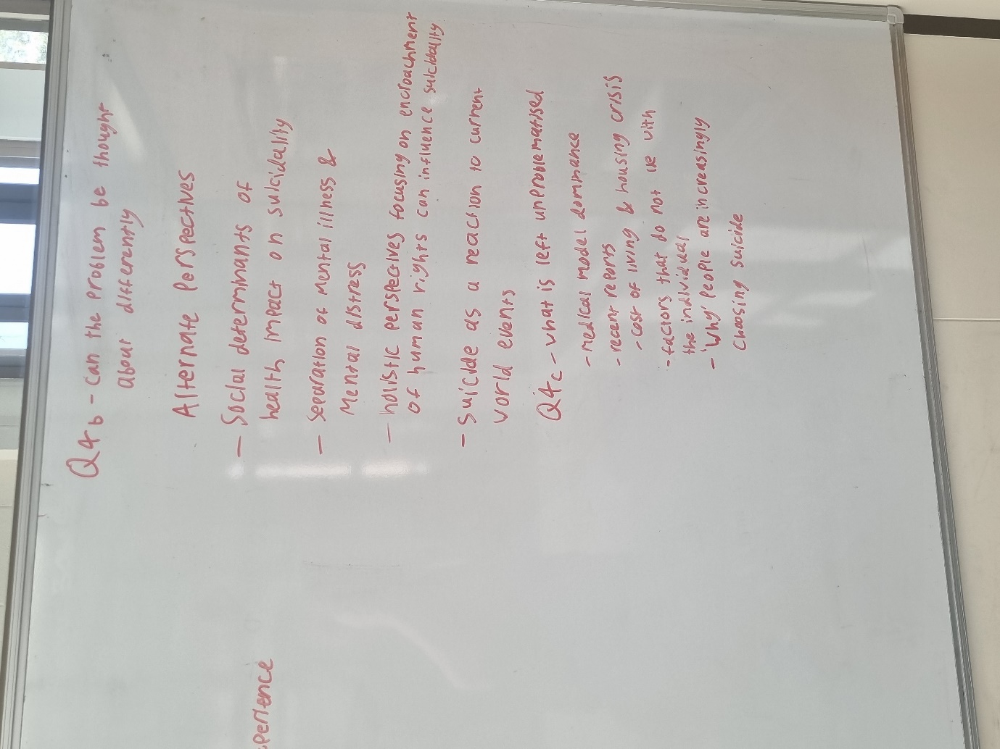 Q4b - can the problem be thought
about differently
Alternate perspectives
- Social determinants of
health impact on suicidality
- separation of mental illness &
mental distress
- holistic perspectives focusing on encroachment
of human rights can influence suicidality
- suicide as a reaction to current
world events
Q4c - what is left unproblematised
- medical model dominance
- recent reports
- cost of living & housing crisis
- factors that do not lie with
the individual
- 'Why' people are increasingly
choosing suicide
perience